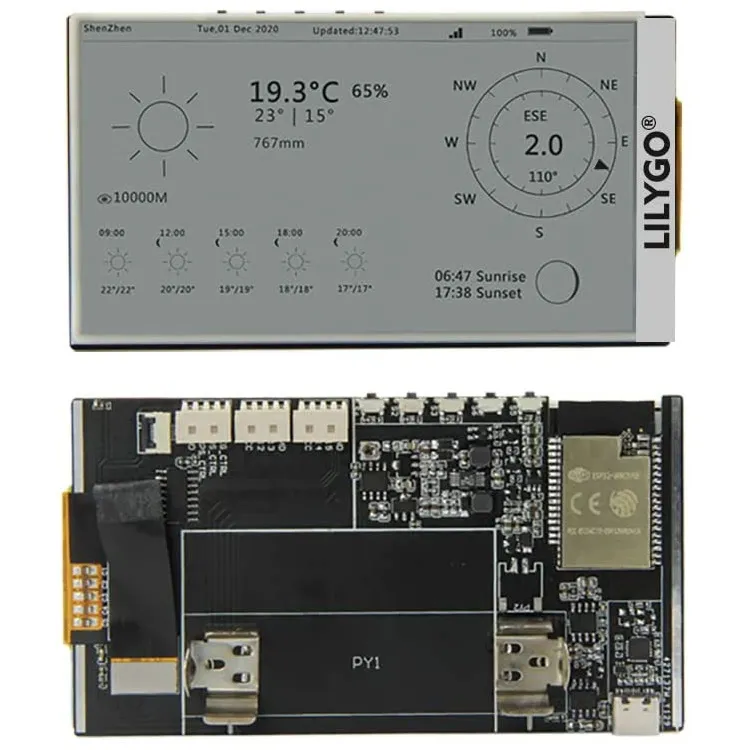 ShenZhen Tue,01 Dec 2020 Updated:12:47:53 100%
19.3°C 65%
23° | 15°
767mm
10000M
09:00 12:00 15:00 18:00 20:00
22°/22° 20°/20° 19°/19° 18°/18° 17°/17°
N
NW NE
ESE
W 2.0 E
110°
SW SE
S
06:47 Sunrise
17:38 Sunset
LILYGO®
CE
PY2
PY1